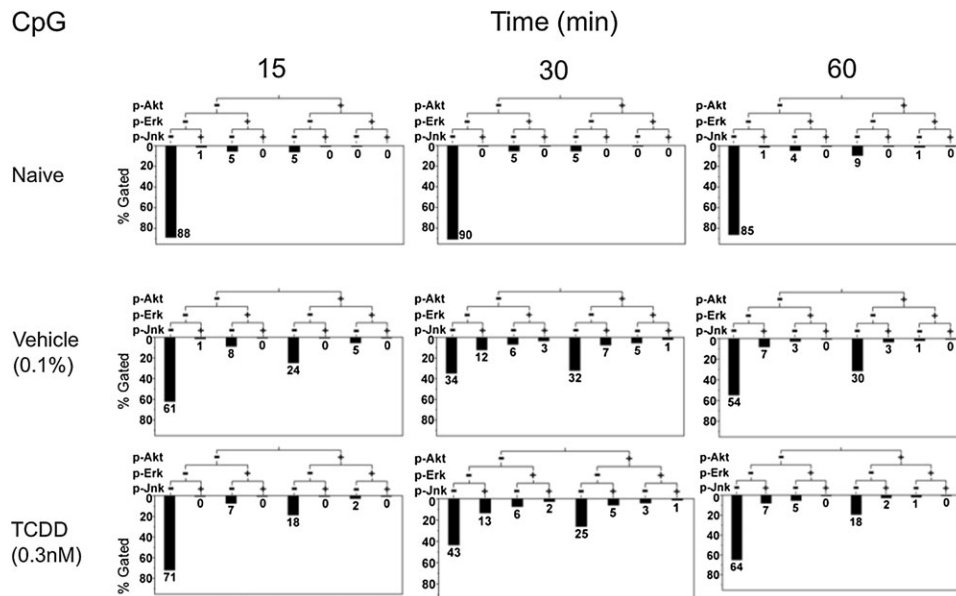 CpG
Time (min)
15 30 60
p-Akt - + - + p-Akt - +
p-Erk - + - + p-Erk - + - + p-Erk - + - +
p-Jnk - + - + - + - + p-Jnk - + - + - + - + p-Jnk - + - + - + - +
Naive
% Gated
0 20 40 60 80
88 1 5 0 5 0 0 0
0 20 40 60 80
90 0 5 0 5 0 0 0
0 20 40 60 80
85 1 4 0 9 0 1 0
p-Akt - + p-Akt - + p-Akt - +
p-Erk - + - + p-Erk - + - + p-Erk - + - +
p-Jnk - + - + - + - + p-Jnk - + - + - + - + p-Jnk - + - + - + - +
Vehicle
(0.1%)
% Gated
0 20 40 60 80
61 1 8 0 24 0 5 0
0 20 40 60 80
34 12 6 3 32 7 5 1
0 20 40 60 80
54 7 3 0 30 3 1 0
p-Akt - + p-Akt - + p-Akt - +
p-Erk - + - + p-Erk - + - + p-Erk - + - +
p-Jnk - + - + - + - + p-Jnk - + - + - + - + p-Jnk - + - + - + - +
TCDD
(0.3nM)
% Gated
0 20 40 60 80
71 0 7 0 18 0 2 0
0 20 40 60 80
43 13 6 2 25 5 3 1
0 20 40 60 80
64 7 5 0 18 2 1 0